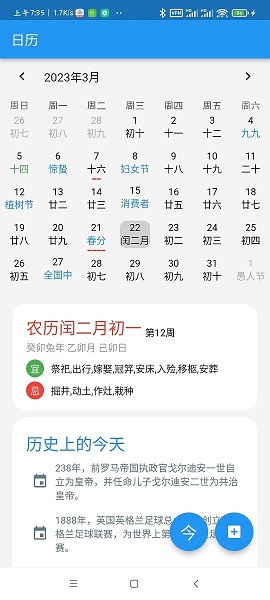 上午7:35 | 1.7K/s
日历
2023年3月
周日 周一 周二 周三 周四 周五 周六
26 27 28 1 2 3 4
初七 初八 初九 初十 十一 十二 九九
5 6 7 8 9 10 11
十四 惊蛰 十六 妇女节 十八 十九 二十
12 13 14 15 16 17 18
植树节 廿二 廿三 消费者 廿五 廿六 廿七
19 20 21 22 23 24 25
廿八 廿九 春分 闰二月 初二 初三 初四
26 27 28 29 30 31 1
初五 全国中 初七 初八 初九 初十 愚人节
农历闰二月初一 第12周
癸卯兔年 乙卯月 己卯日
宜 祭祀,出行,嫁娶,冠笄,安床,入殓,移柩,安葬
忌 掘井,动土,作灶,栽种
历史上的今天
238年，前罗马帝国执政官戈尔迪安一世自
立为皇帝，并任命儿子戈尔迪安二世为共治
皇帝。
1888年，英国英格兰足球总 创立
格兰足球联赛，为世界上第 足
赛。
今